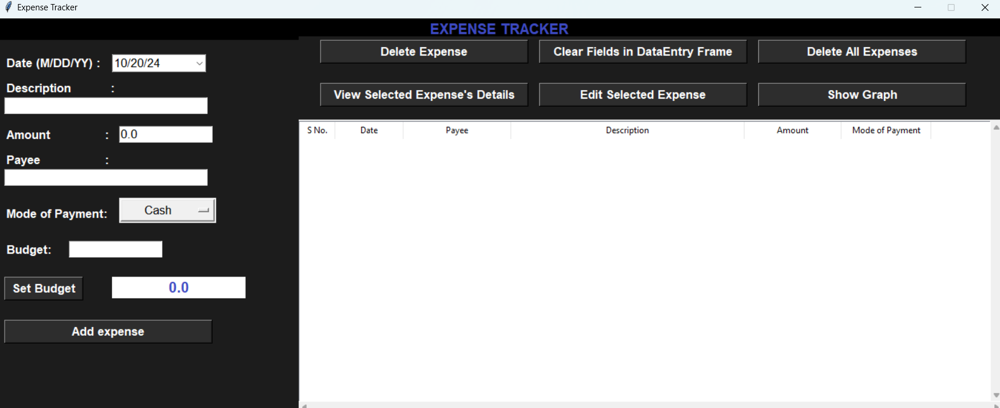 Expense Tracker
EXPENSE TRACKER
Date (M/DD/YY) : 10/20/24
Description :
Amount : 0.0
Payee :
Mode of Payment: Cash
Budget:
Set Budget 0.0
Add expense
Delete Expense Clear Fields in DataEntry Frame Delete All Expenses
View Selected Expense's Details Edit Selected Expense Show Graph
S No. Date Payee Description Amount Mode of Payment